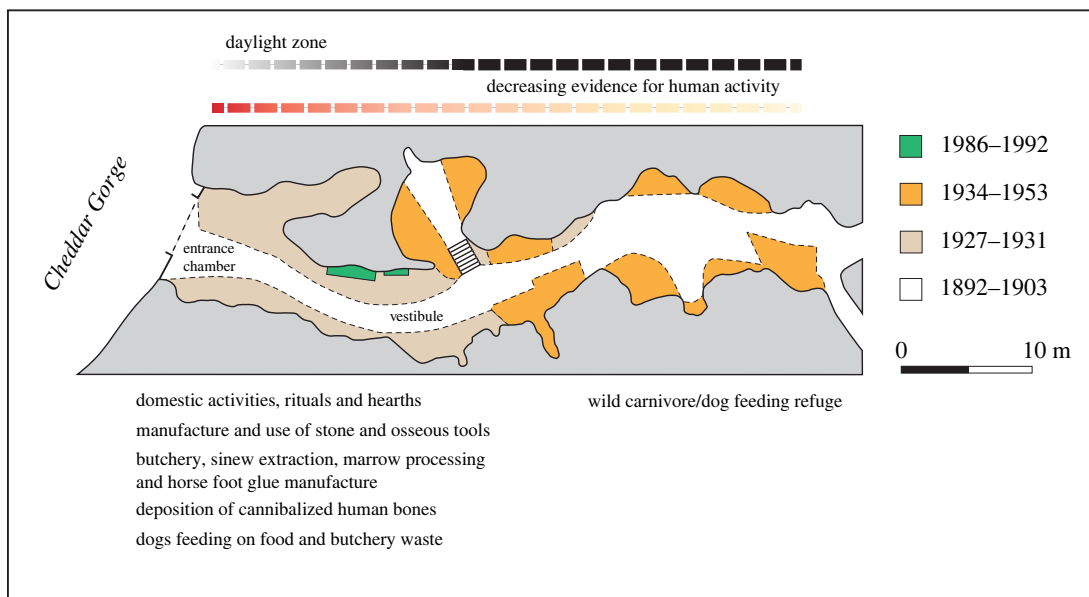 daylight zone
decreasing evidence for human activity
Cheddar Gorge
entrance
chamber
vestibule
1986–1992
1934–1953
1927–1931
1892–1903
0 10 m
domestic activities, rituals and hearths
manufacture and use of stone and osseous tools
butchery, sinew extraction, marrow processing
and horse foot glue manufacture
deposition of cannibalized human bones
dogs feeding on food and butchery waste
wild carnivore/dog feeding refuge